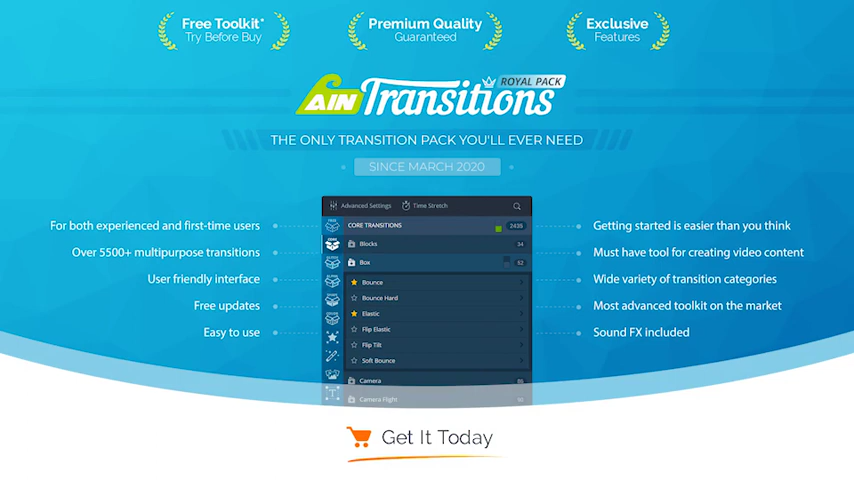 Free Toolkit*
Try Before Buy
Premium Quality
Guaranteed
Exclusive
Features
AIN Transitions
ROYAL PACK
THE ONLY TRANSITION PACK YOU'LL EVER NEED
SINCE MARCH 2020
For both experienced and first-time users
Over 5500+ multipurpose transitions
User friendly interface
Free updates
Easy to use
Advanced Settings Time Stretch
CORE TRANSITIONS 2435
Blocks 34
Box 52
Bounce
Bounce Hard
Elastic
Flip Elastic
Flip Tilt
Soft Bounce
Camera
Camera Flight
Getting started is easier than you think
Must have tool for creating video content
Wide variety of transition categories
Most advanced toolkit on the market
Sound FX included
Get It Today